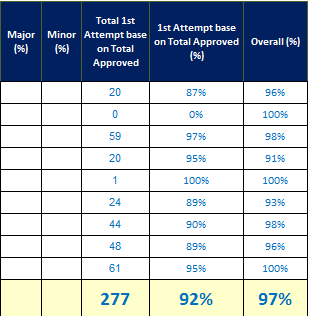 Major (%) Minor (%) Total 1st Attempt base on Total Approved 1st Attempt base on Total Approved (%) Overall (%)
20 87% 96%
0 0% 100%
59 97% 98%
20 95% 91%
1 100% 100%
24 89% 93%
44 90% 98%
48 89% 96%
61 95% 100%
277 92% 97%